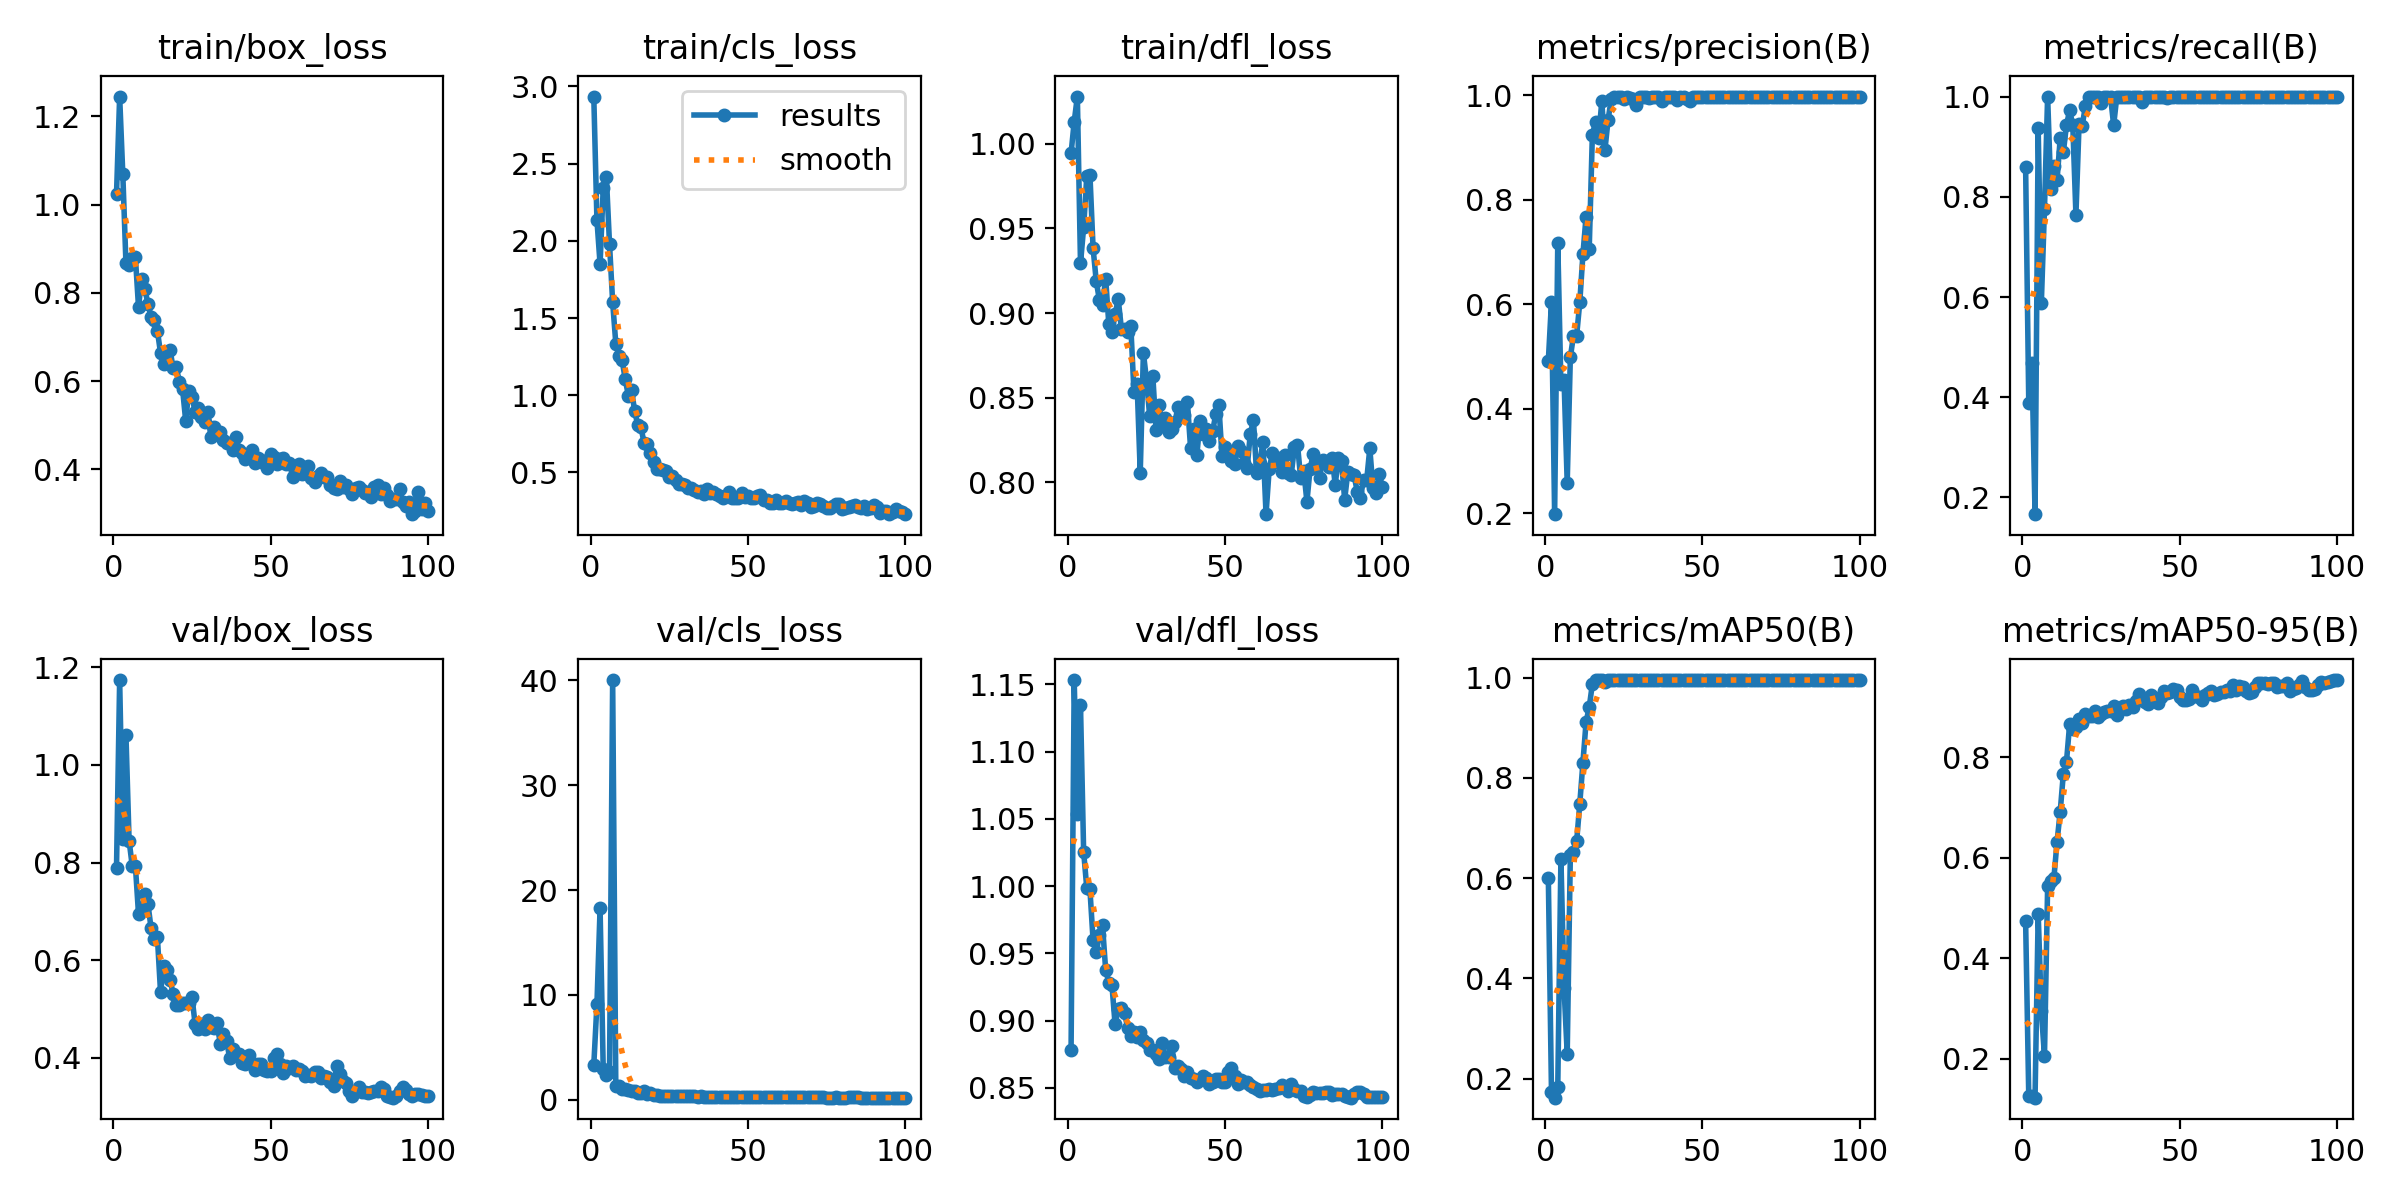 train/box_loss
1.2
1.0
0.8
0.6
0.4
0 50 100
train/cls_loss
3.0
2.5
2.0
1.5
1.0
0.5
0 50 100
results
smooth
train/dfl_loss
1.00
0.95
0.90
0.85
0.80
0 50 100
metrics/precision(B)
1.0
0.8
0.6
0.4
0.2
0 50 100
metrics/recall(B)
1.0
0.8
0.6
0.4
0.2
0 50 100
val/box_loss
1.2
1.0
0.8
0.6
0.4
0 50 100
val/cls_loss
40
30
20
10
0
0 50 100
val/dfl_loss
1.15
1.10
1.05
1.00
0.95
0.90
0.85
0 50 100
metrics/mAP50(B)
1.0
0.8
0.6
0.4
0.2
0 50 100
metrics/mAP50-95(B)
0.8
0.6
0.4
0.2
0 50 100